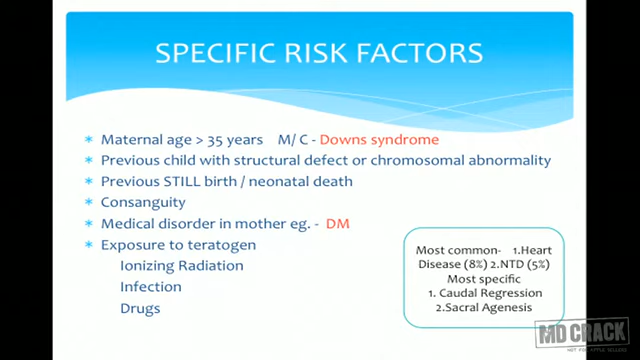 SPECIFIC RISK FACTORS
* Maternal age > 35 years M/ C - Downs syndrome
* Previous child with structural defect or chromosomal abnormality
* Previous STILL birth / neonatal death
* Consanguity
* Medical disorder in mother eg. - DM
* Exposure to teratogen
Ionizing Radiation
Infection
Drugs
Most common- 1.Heart
Disease (8%) 2.NTD (5%)
Most specific
1. Caudal Regression
2.Sacral Agenesis
MD CRACK